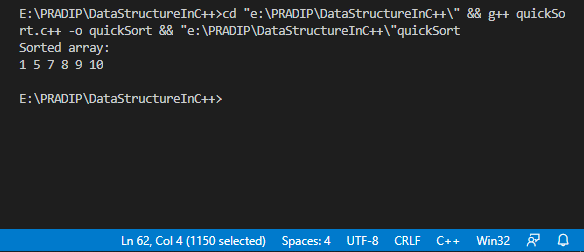 E:\PRADIP\DataStructureInC++>cd "e:\PRADIP\DataStructureInC++\" && g++ quickSo
rt.c++ -o quickSort && "e:\PRADIP\DataStructureInC++\"quickSort
Sorted array:
1 5 7 8 9 10
E:\PRADIP\DataStructureInC++>
Ln 62, Col 4 (1150 selected) Spaces: 4 UTF-8 CRLF C++ Win32